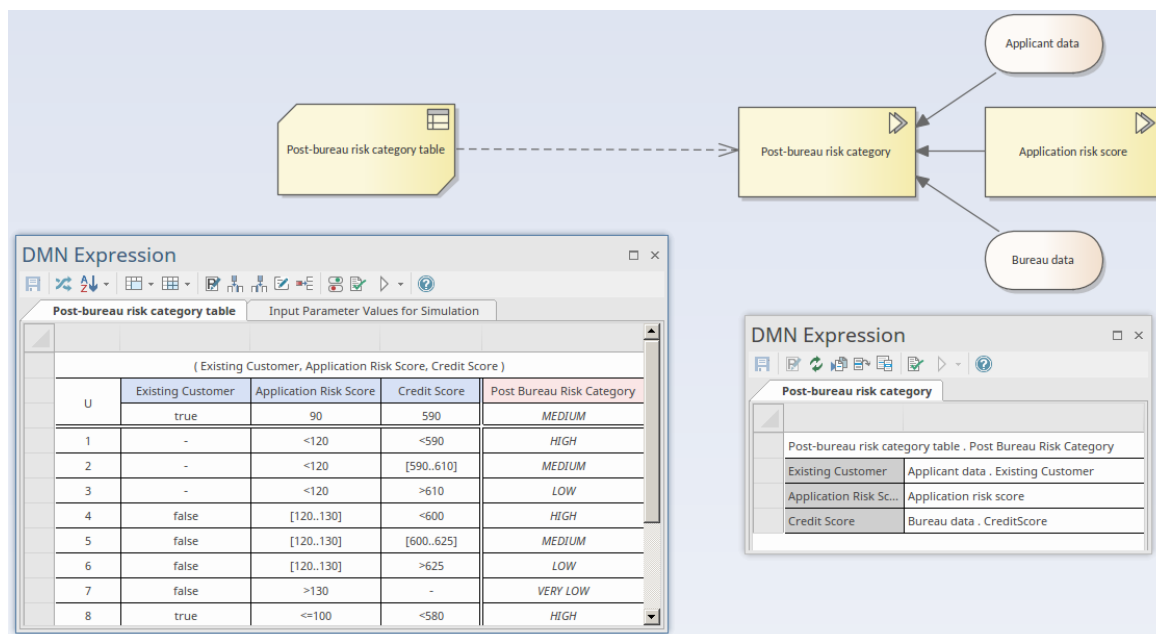 Applicant data
Post-bureau risk category table
Post-bureau risk category
Application risk score
Bureau data
DMN Expression
Post-bureau risk category table
Input Parameter Values for Simulation
( Existing Customer, Application Risk Score, Credit Score )
U Existing Customer Application Risk Score Credit Score Post Bureau Risk Category
true 90 590 MEDIUM
1 - <120 <590 HIGH
2 - <120 [590..610] MEDIUM
3 - <120 >610 LOW
4 false [120..130] <600 HIGH
5 false [120..130] [600..625] MEDIUM
6 false [120..130] >625 LOW
7 false >130 - VERY LOW
8 true <=100 <580 HIGH
DMN Expression
Post-bureau risk category
Post-bureau risk category table . Post Bureau Risk Category
Existing Customer Applicant data . Existing Customer
Application Risk Sc... Application risk score
Credit Score Bureau data . CreditScore